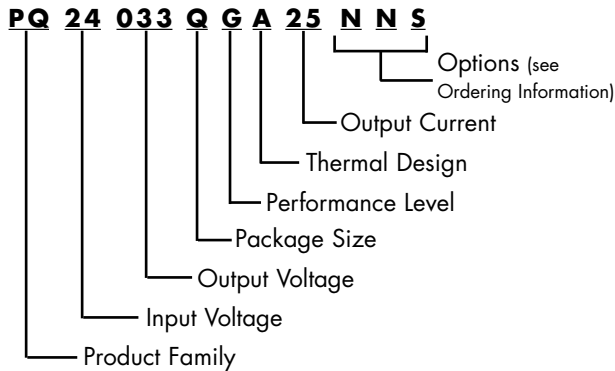 PQ 24 033 Q G A 25 N N S
Options (see
Ordering Information)
Output Current
Thermal Design
Performance Level
Package Size
Output Voltage
Input Voltage
Product Family